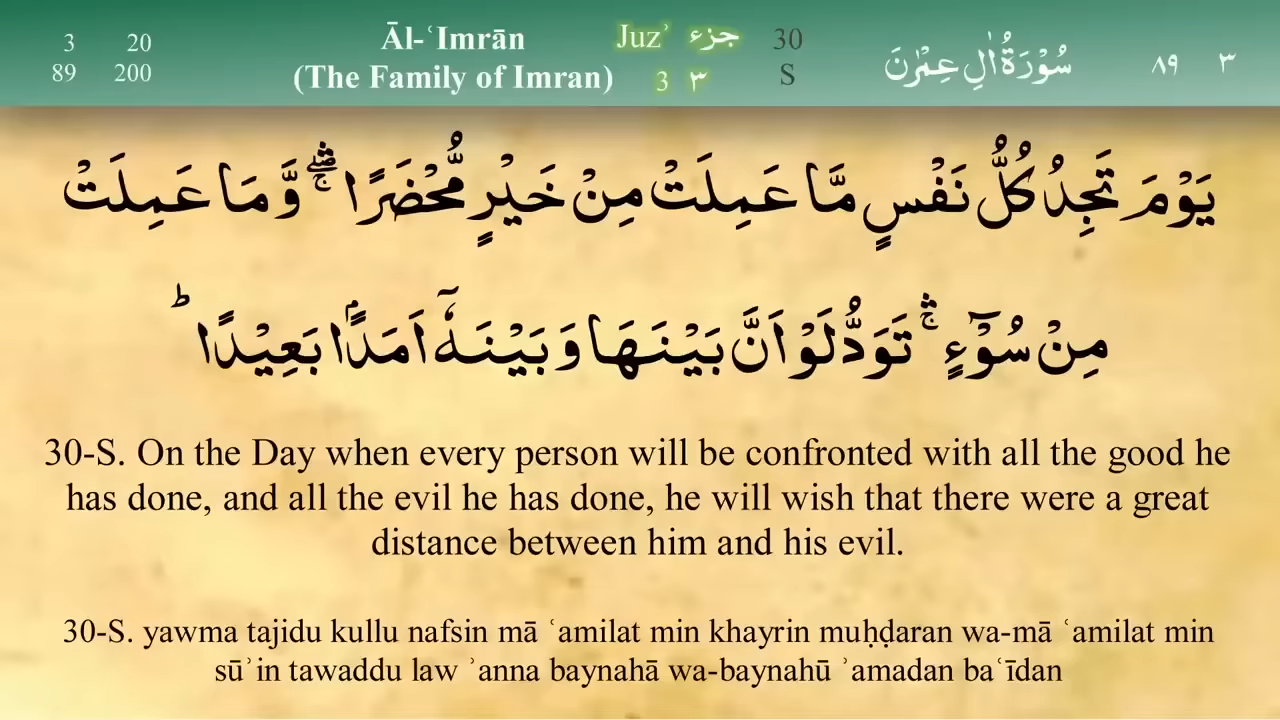 3 20
89 200
Āl-ʿImrān
(The Family of Imran)
Juzʾ جزء
3 ٣
30
S
سُوْرَةُ اٰلِ عِمْرٰنَ
٨٩ ٣
يَوْمَ تَجِدُ كُلُّ نَفْسٍ مَّا عَمِلَتْ مِنْ خَيْرٍ مُّحْضَرًا ۛۖۚ وَّمَا عَمِلَتْ
مِنْ سُوْٓءٍ ۛۚ تَوَدُّ لَوْ اَنَّ بَيْنَهَا وَبَيْنَهٗٓ اَمَدًاۢ بَعِيْدًا ؕ
30-S. On the Day when every person will be confronted with all the good he
has done, and all the evil he has done, he will wish that there were a great
distance between him and his evil.
30-S. yawma tajidu kullu nafsin mā ʿamilat min khayrin muḥḍaran wa-mā ʿamilat min
sūʾin tawaddu law ʾanna baynahā wa-baynahū ʾamadan baʿīdan